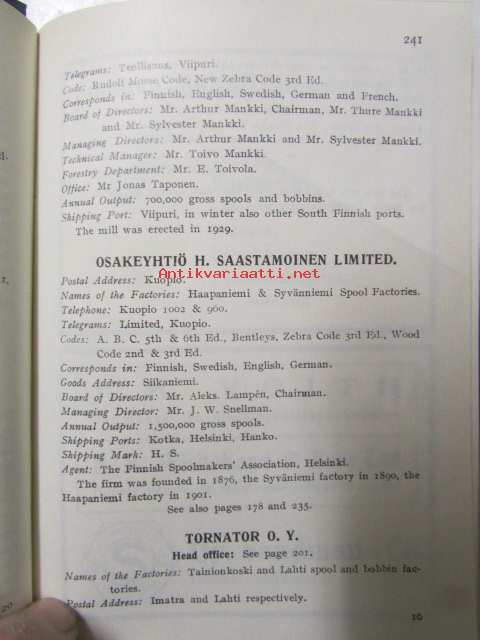 241
Telegrams: Teollisuus, Viipuri.
Code: Rudolf Mosse Code, New Zebra Code 3rd Ed.
Corresponds in: Finnish, English, Swedish, German and French.
Board of Directors: Mr. Arthur Mankki, Chairman, Mr. Thure Mankki
and Mr. Sylvester Mankki.
Managing Directors: Mr. Arthur Mankki and Mr. Sylvester Mankki.
Technical Manager: Mr. Toivo Mankki.
Forestry Department: Mr. E. Toivola.
Office: Mr Jonas Taponen.
Annual Output: 700,000 gross spools and bobbins.
Shipping Port: Viipuri, in winter also other South Finnish ports.
The mill was erected in 1929.
OSAKEYHTIÖ H. SAASTAMOINEN LIMITED.
Antikvariaatti.net
Postal Address: Kuopio.
Names of the Factories: Haapaniemi & Syvänniemi Spool Factories.
Telephone: Kuopio 1002 & 960.
Telegrams: Limited, Kuopio.
Codes: A. B. C. 5th & 6th Ed., Bentleys, Zebra Code 3rd Ed., Wood
Code 2nd & 3rd Ed.
Corresponds in: Finnish, Swedish, English, German.
Goods Address: Siikaniemi.
Board of Directors: Mr. Aleks. Lampén, Chairman.
Managing Director: Mr. J. W. Snellman.
Annual Output: 1,500,000 gross spools.
Shipping Ports: Kotka, Helsinki, Hanko.
Shipping Mark: H. S.
Agent: The Finnish Spoolmakers' Association, Helsinki.
The firm was founded in 1876, the Syväniemi factory in 1890, the
Haapaniemi factory in 1901.
See also pages 178 and 235.
TORNATOR O. Y.
Head office: See page 201.
Names of the Factories: Tainionkoski and Lahti spool and bobbin fac-
tories.
Postal Address: Imatra and Lahti respectively.
20
16